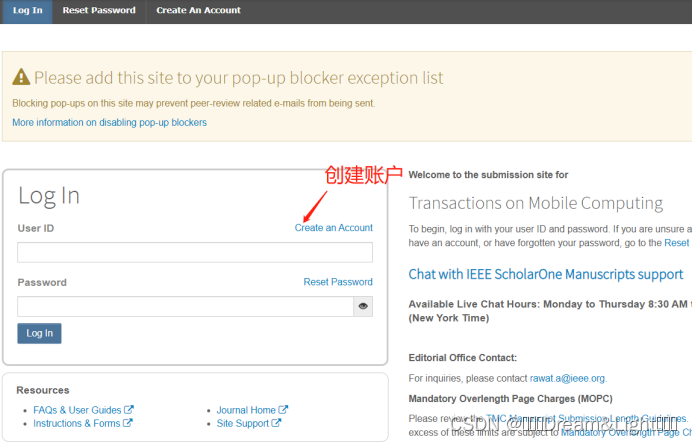 Log In Reset Password Create An Account
Please add this site to your pop-up blocker exception list
Blocking pop-ups on this site may prevent peer-review related e-mails from being sent.
More information on disabling pop-up blockers
创建账户
Log In
User ID Create an Account
Password Reset Password
Log In
Resources
FAQs & User Guides
Journal Home
Instructions & Forms
Site Support
Welcome to the submission site for
Transactions on Mobile Computing
To begin, log in with your user ID and password. If you are unsure a
have an account, or have forgotten your password, go to the Reset
Chat with IEEE ScholarOne Manuscripts support
Available Live Chat Hours: Monday to Thursday 8:30 AM
(New York Time)
Editorial Office Contact:
For inquiries, please contact rawat.a@ieee.org.
Mandatory Overlength Page Charges (MOPC)
Please review the TMC Manuscript Submission Length Guidelines.
excess of these limits are subject to Mandatory Overlength Page Ch
CSDN @Dream&Light